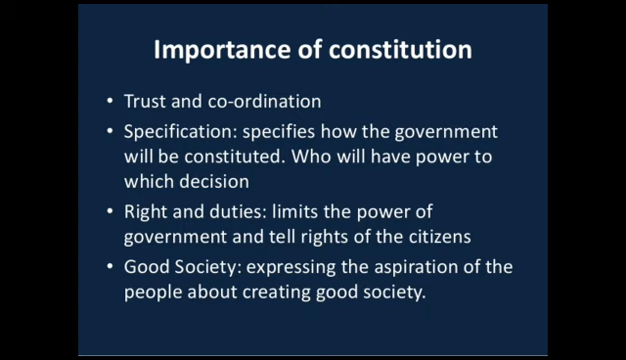 Importance of constitution
• Trust and co-ordination
• Specification: specifies how the government
will be constituted. Who will have power to
which decision
• Right and duties: limits the power of
government and tell rights of the citizens
• Good Society: expressing the aspiration of the
people about creating good society.